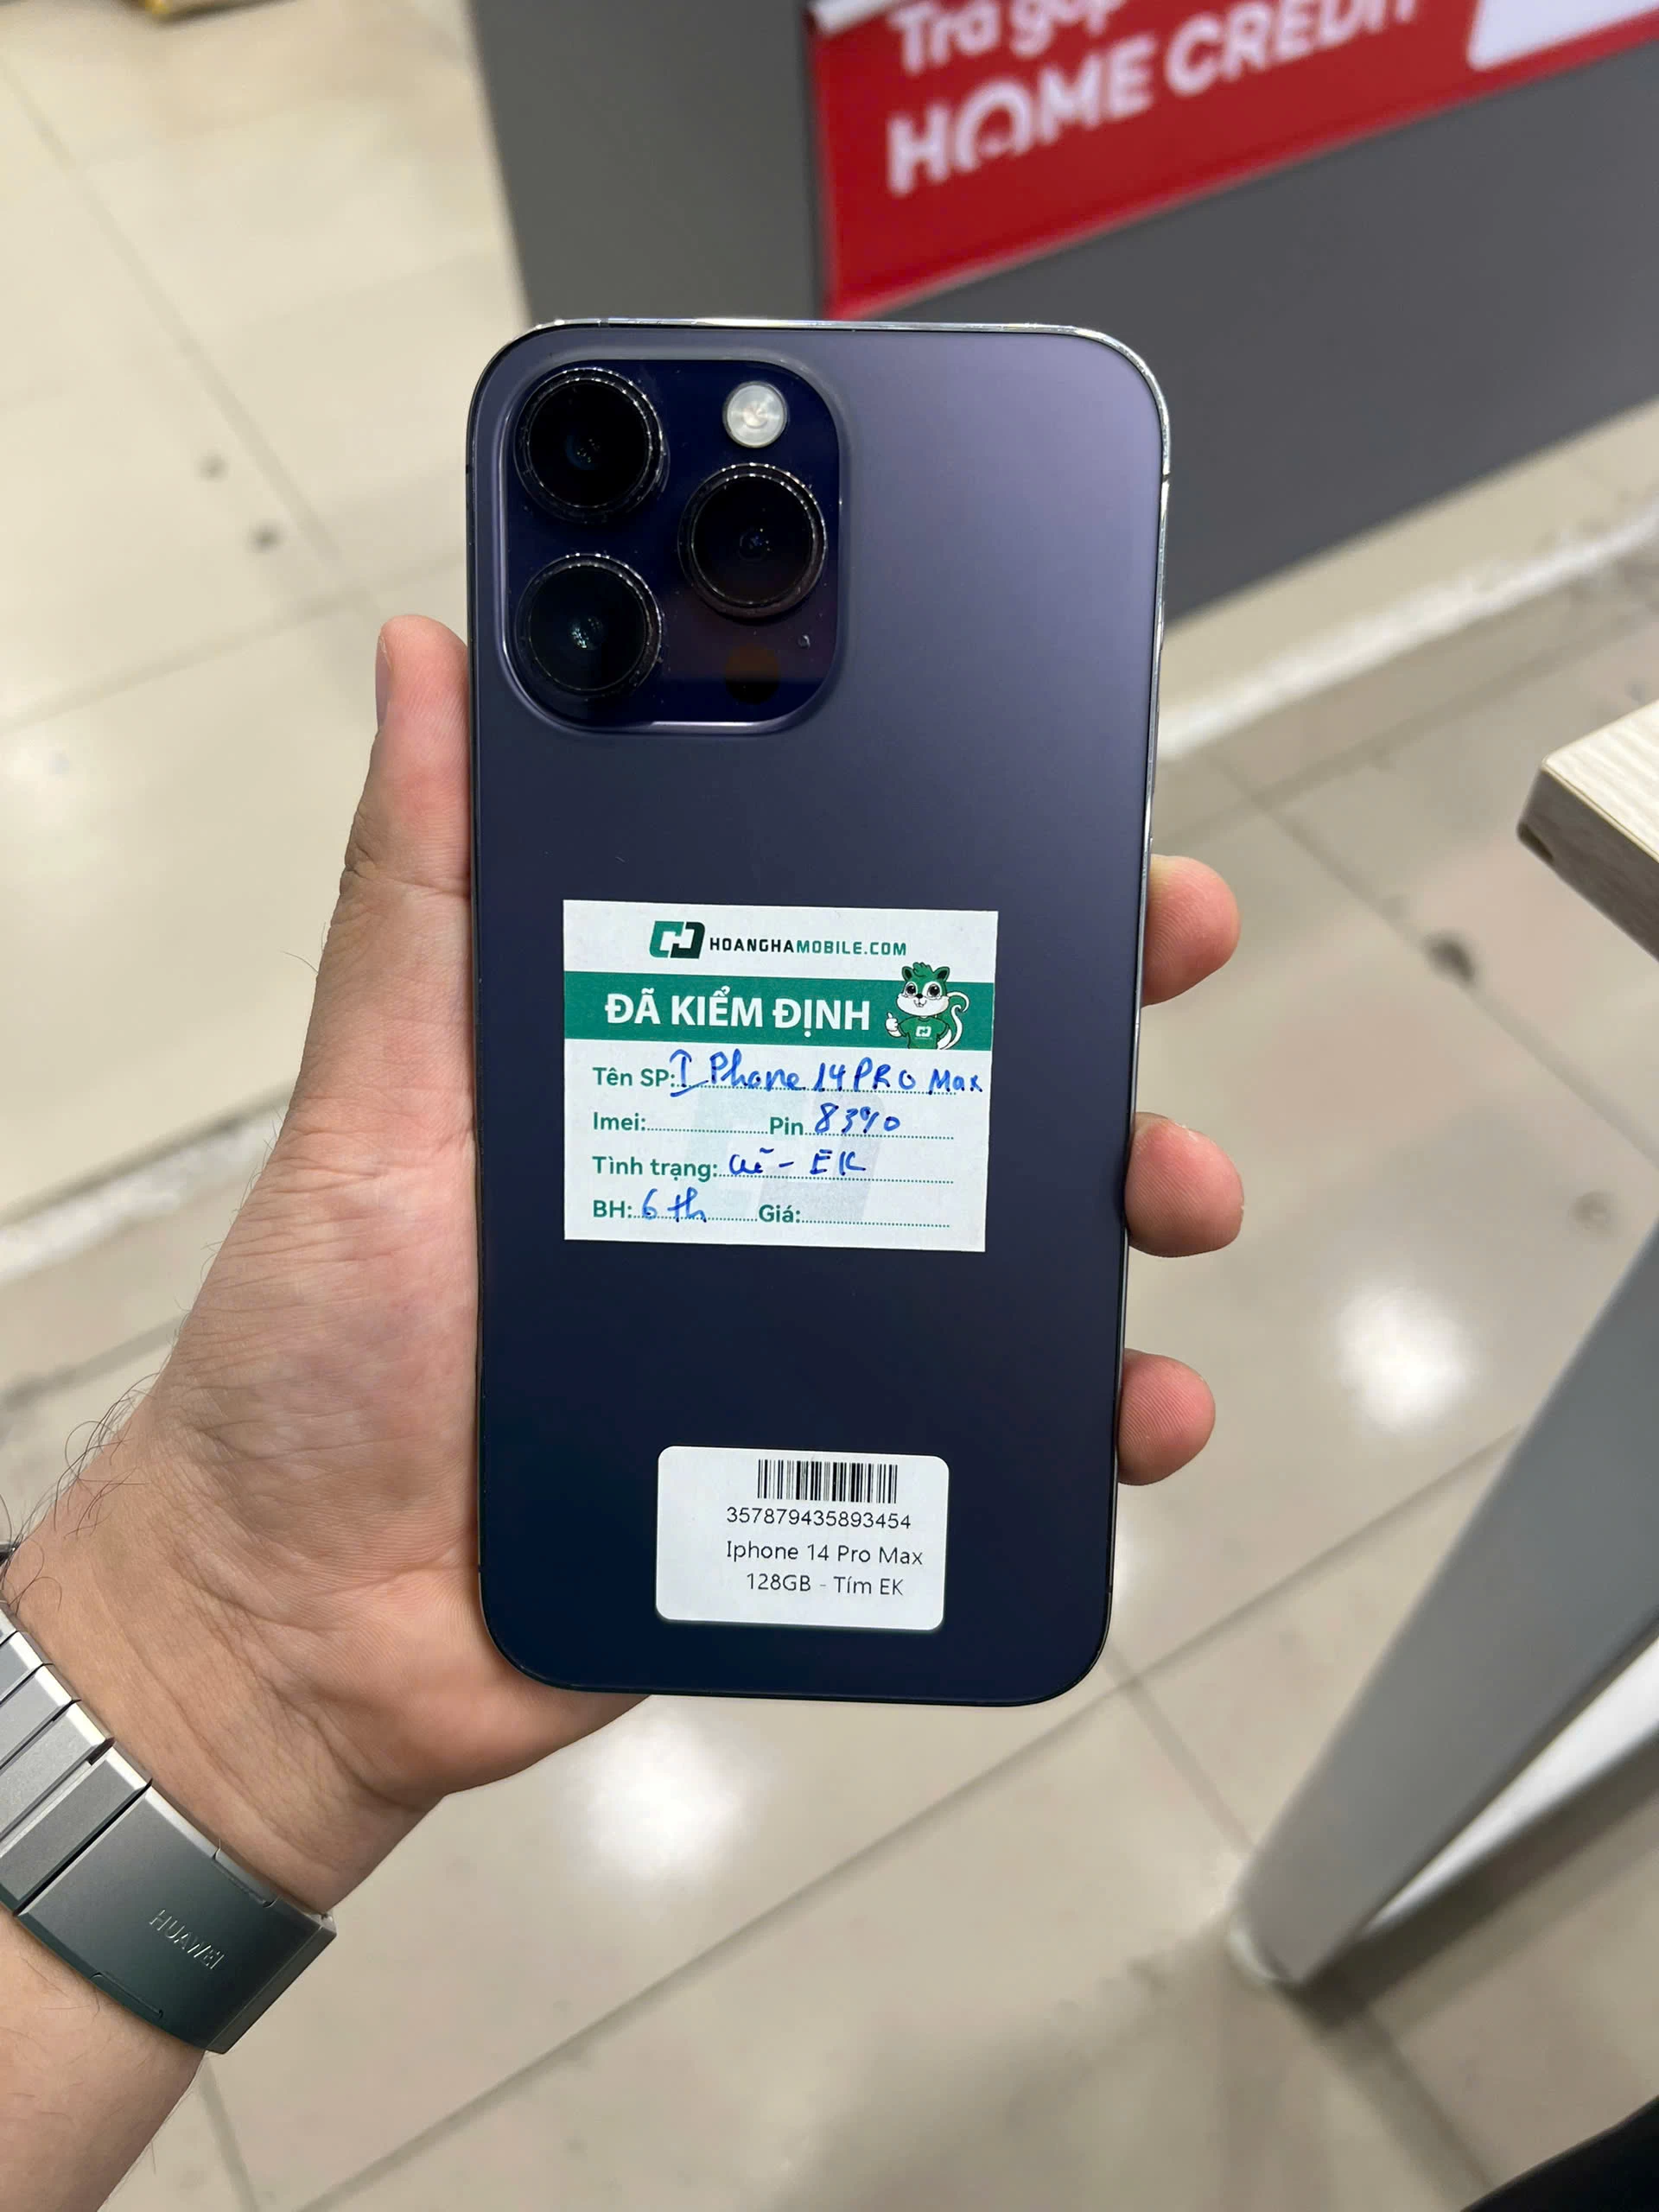 Trả góp
HOME CREDIT
HOANGHAMOBILE.COM
ĐÃ KIỂM ĐỊNH
Tên SP: IPhone 14 PRO Max
Imei: Pin 83%
Tình trạng: cũ - EK
BH: 6 th Giá:
357879435893454
Iphone 14 Pro Max
128GB - Tím EK
HUAWEI